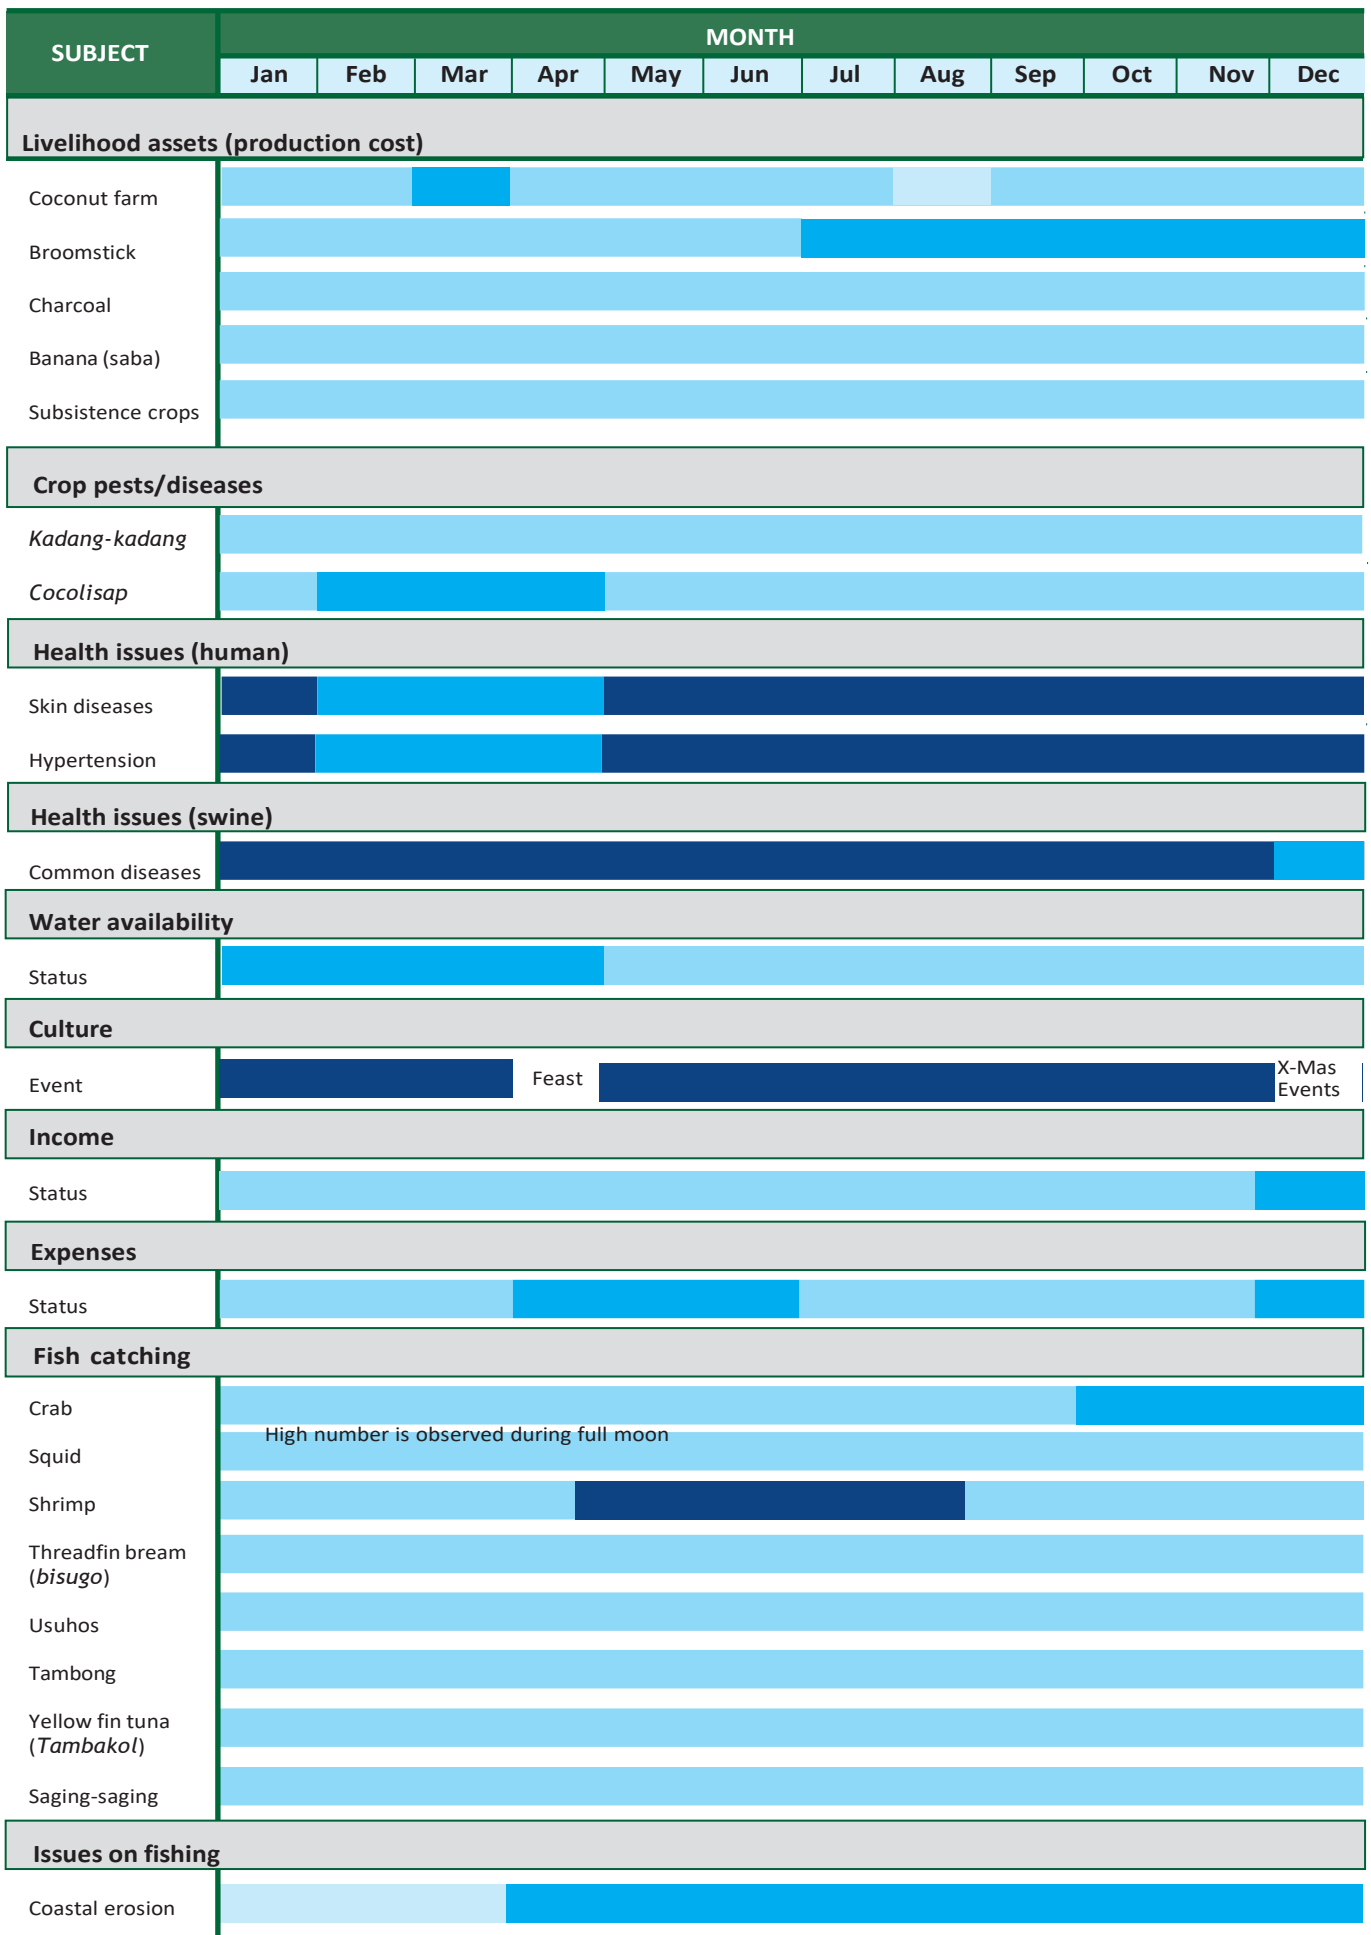 SUBJECT
MONTH
Jan Feb Mar Apr May Jun Jul Aug Sep Oct Nov Dec
Livelihood assets (production cost)
Coconut farm
Broomstick
Charcoal
Banana (saba)
Subsistence crops
Crop pests/diseases
Kadang-kadang
Cocolisap
Health issues (human)
Skin diseases
Hypertension
Health issues (swine)
Common diseases
Water availability
Status
Culture
Event
Feast
X-Mas
Events
Income
Status
Expenses
Status
Fish catching
Crab
High number is observed during full moon
Squid
Shrimp
Threadfin bream
(bisugo)
Usuhos
Tambong
Yellow fin tuna
(Tambakol)
Saging-saging
Issues on fishing
Coastal erosion